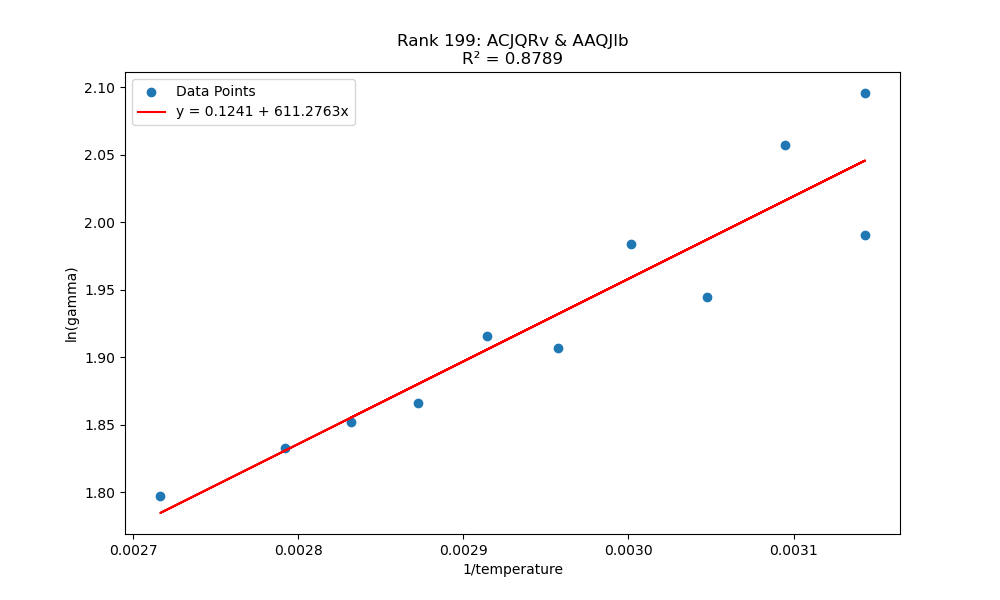 Rank 199: ACJQRv & AAQJIb
R² = 0.8789
Data Points
y = 0.1241 + 611.2763x
2.10
2.05
2.00
1.95
1.90
1.85
1.80
ln(gamma)
0.0027 0.0028 0.0029 0.0030 0.0031
1/temperature